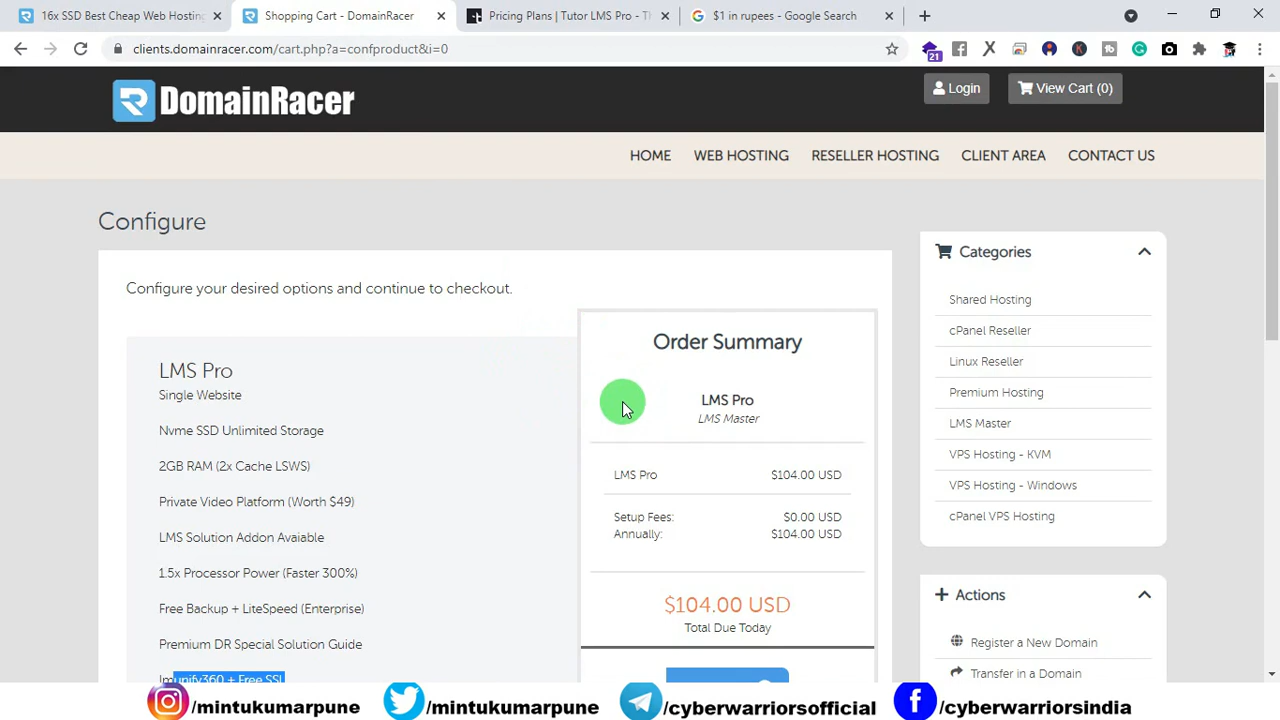 16x SSD Best Cheap Web Hosting
Shopping Cart - DomainRacer
Pricing Plans | Tutor LMS Pro - Th
$1 in rupees - Google Search
clients.domainracer.com/cart.php?a=confproduct&i=0
21
DomainRacer
Login
View Cart (0)
HOME WEB HOSTING RESELLER HOSTING CLIENT AREA CONTACT US
Configure
Configure your desired options and continue to checkout.
LMS Pro
Single Website
Nvme SSD Unlimited Storage
2GB RAM (2x Cache LSWS)
Private Video Platform (Worth $49)
LMS Solution Addon Avaiable
1.5x Processor Power (Faster 300%)
Free Backup + LiteSpeed (Enterprise)
Premium DR Special Solution Guide
Imunify360 + Free SSL
Order Summary
LMS Pro
LMS Master
LMS Pro $104.00 USD
Setup Fees: $0.00 USD
Annually: $104.00 USD
$104.00 USD
Total Due Today
Categories
Shared Hosting
cPanel Reseller
Linux Reseller
Premium Hosting
LMS Master
VPS Hosting - KVM
VPS Hosting - Windows
cPanel VPS Hosting
Actions
Register a New Domain
Transfer in a Domain
/mintukumarpune /mintukumarpune /cyberwarriorsofficial /cyberwarriorsindia